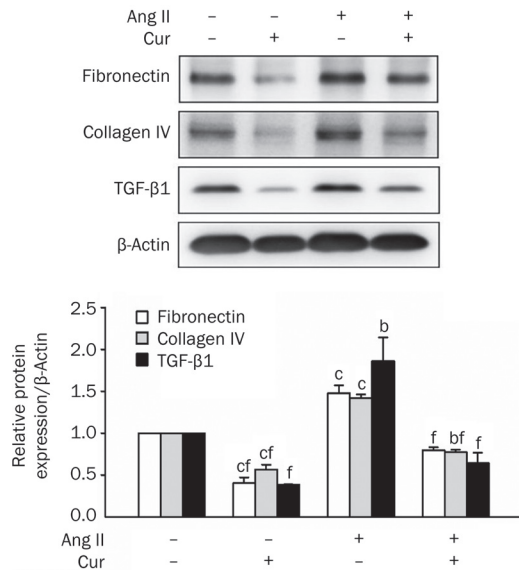 Ang II – – + +
Cur – + – +
Fibronectin
Collagen IV
TGF-β1
β-Actin
Relative protein
expression/β-Actin
2.5
2.0
1.5
1.0
0.5
0.0
Fibronectin
Collagen IV
TGF-β1
cf cf f
c c b
f bf f
Ang II – – + +
Cur – + – +